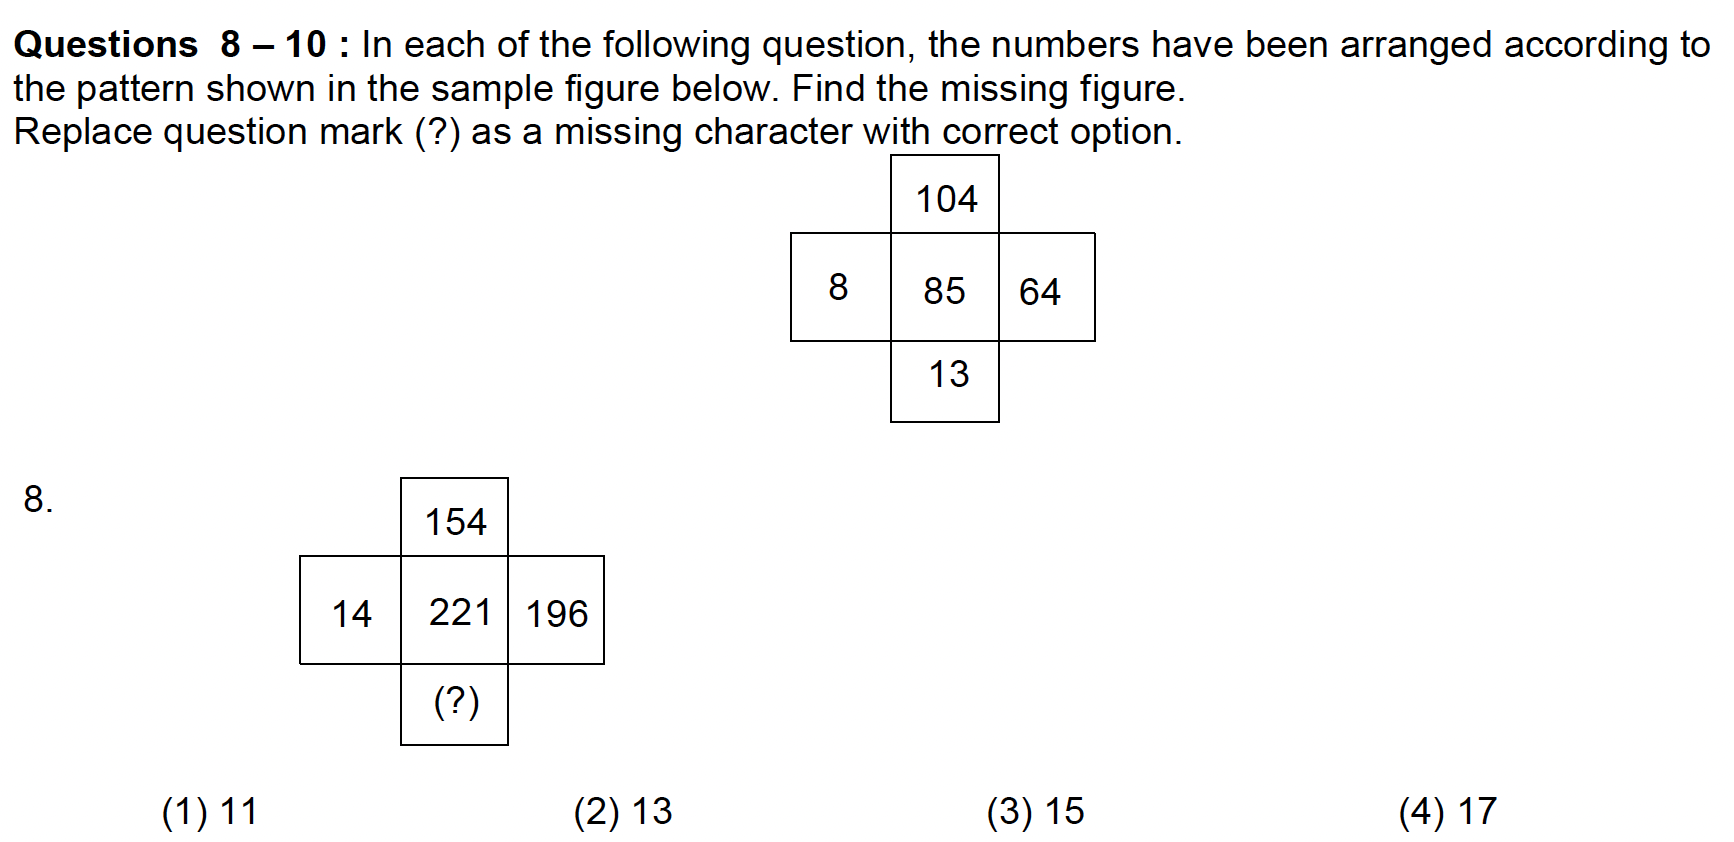 Questions 8 – 10 : In each of the following question, the numbers have been arranged according to
the pattern shown in the sample figure below. Find the missing figure.
Replace question mark (?) as a missing character with correct option.
104
8 85 64
13
8.
154
14 221 196
(?)
(1) 11 (2) 13 (3) 15 (4) 17